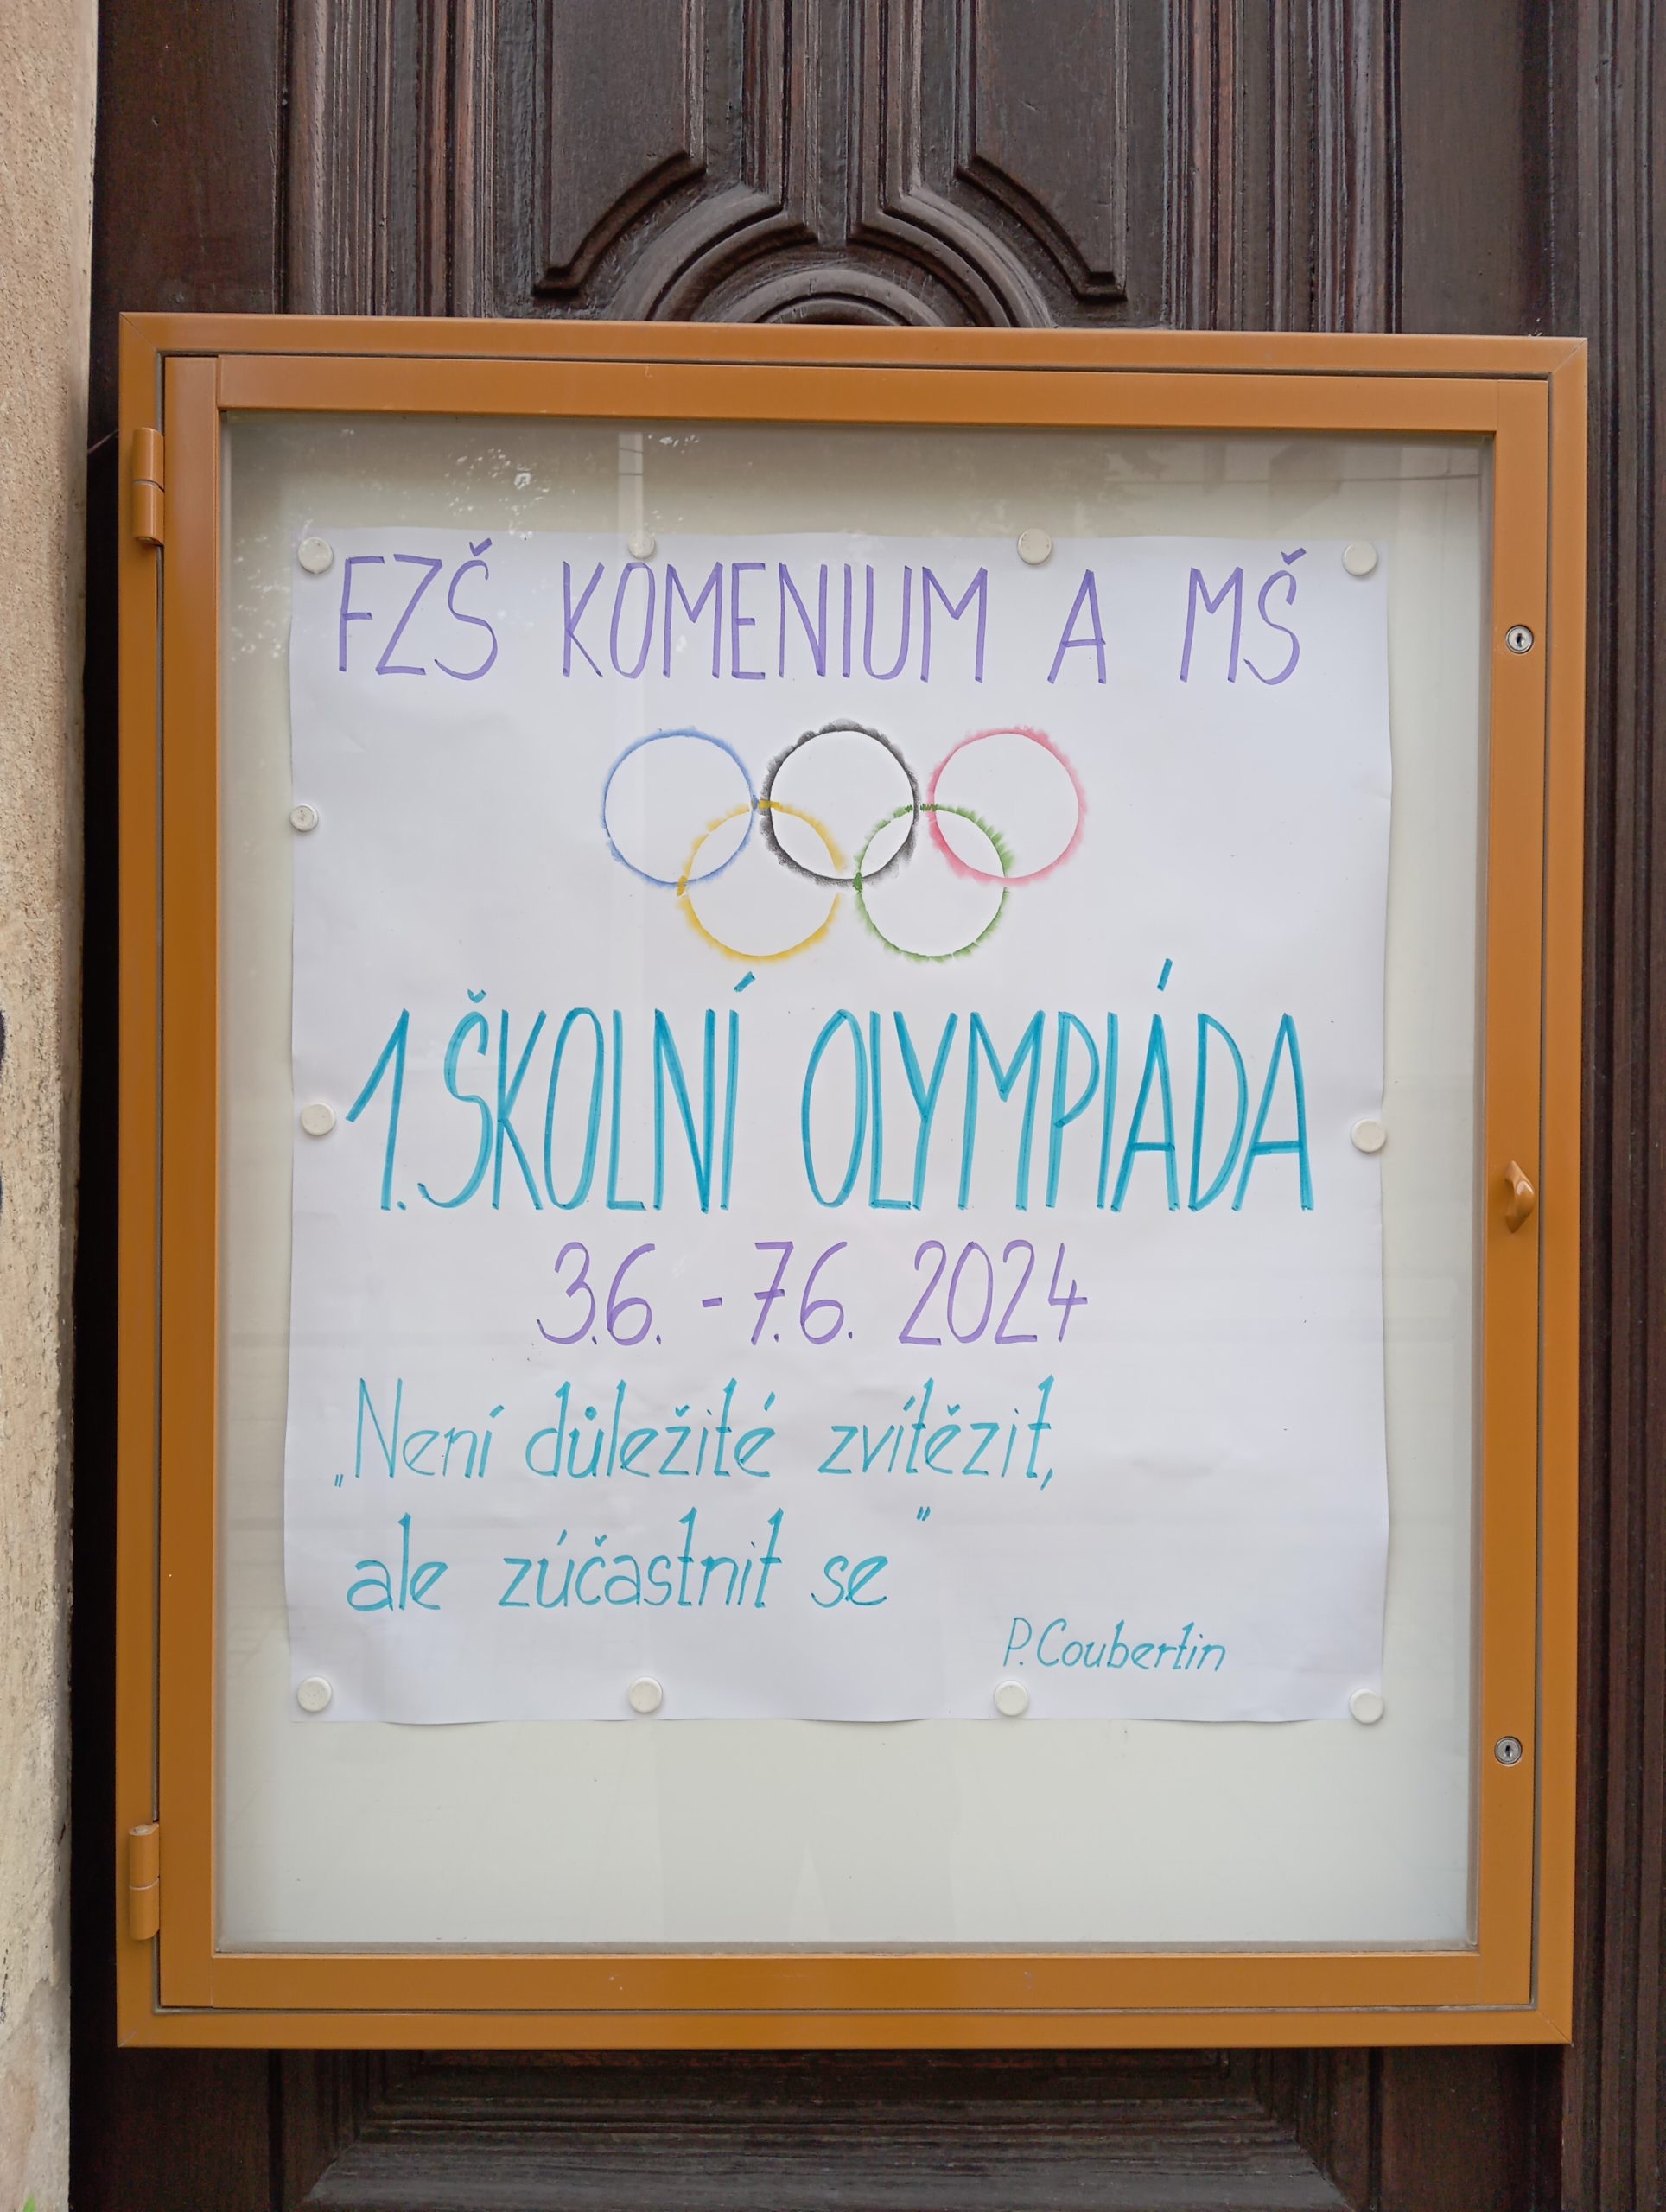 FZŠ KOMENIUM A MŠ
1. ŠKOLNÍ OLYMPIÁDA
3.6. - 7.6. 2024
„Není důležité zvítězit,
ale zúčastnit se"
P. Coubertin